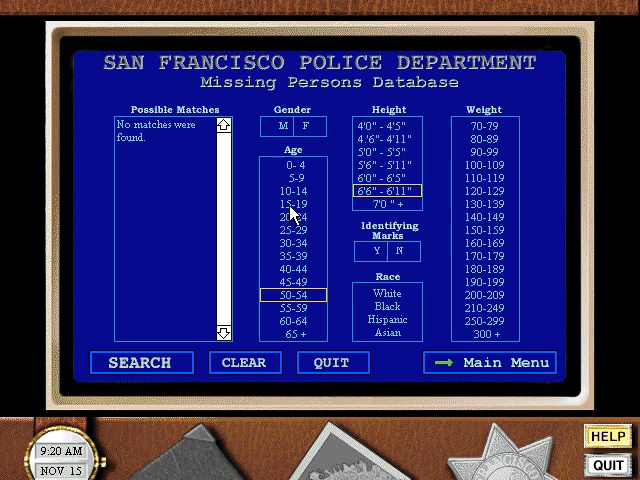 SAN FRANCISCO POLICE DEPARTMENT
Missing Persons Database
Possible Matches
No matches were
found.
Gender
M F
Age
0- 4
5-9
10-14
15-19
20-24
25-29
30-34
35-39
40-44
45-49
50-54
55-59
60-64
65 +
Height
4'0" - 4'5"
4.'6"- 4'11"
5'0" - 5'5"
5'6" - 5'11"
6'0" - 6'5"
6'6" - 6'11"
7'0 " +
Identifying
Marks
Y N
Race
White
Black
Hispanic
Asian
Weight
70-79
80-89
90-99
100-109
110-119
120-129
130-139
140-149
150-159
160-169
170-179
180-189
190-199
200-209
210-249
250-299
300 +
SEARCH
CLEAR
QUIT
Main Menu
9:20 AM
NOV 15
HELP
QUIT